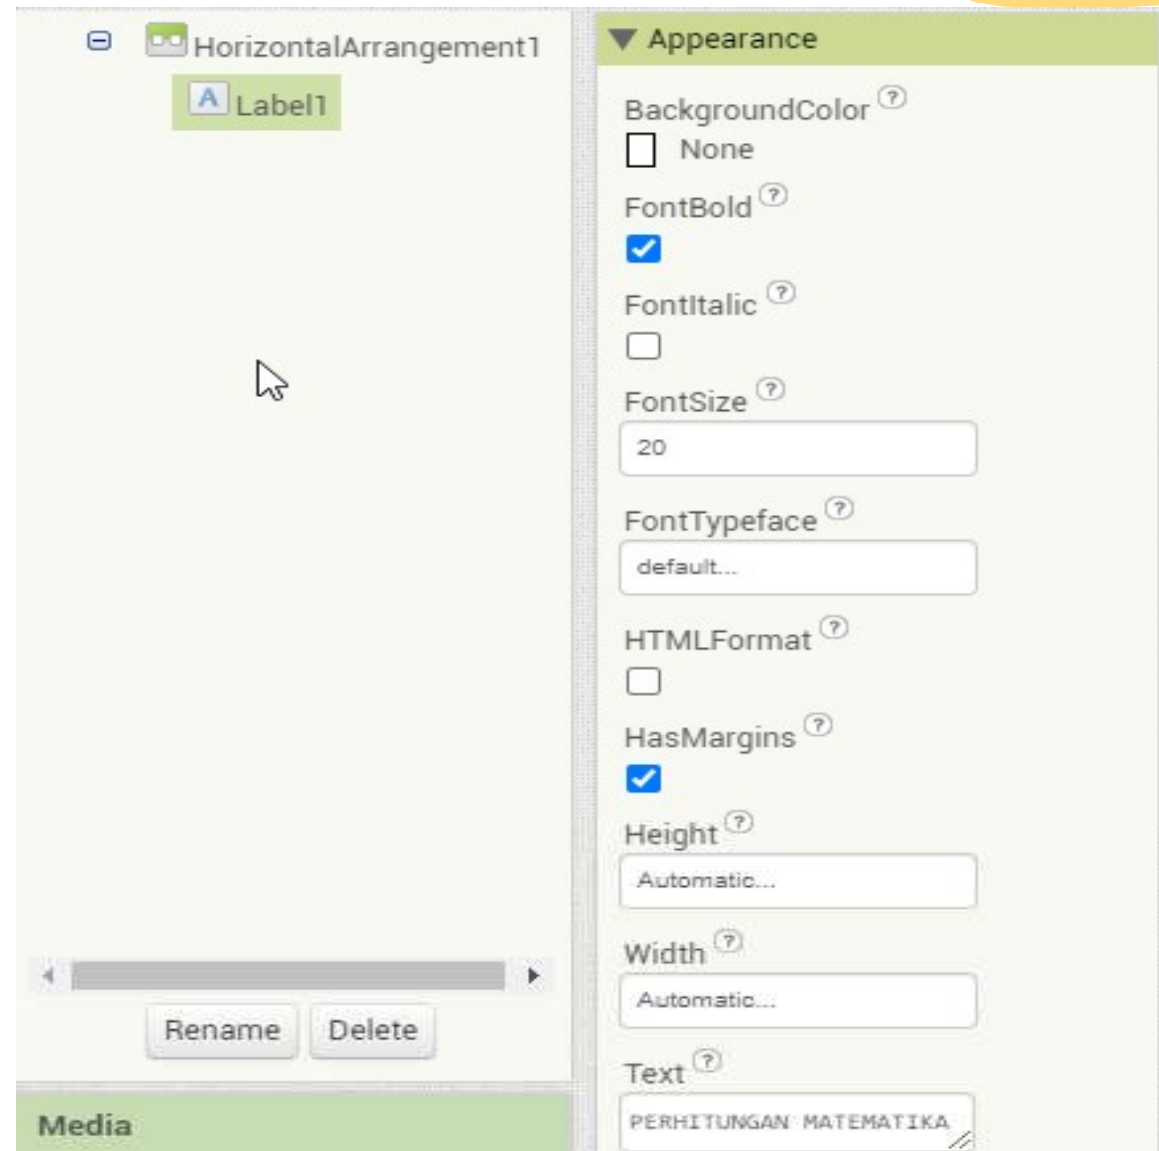 HorizontalArrangement1
A Label1
Rename Delete
Media
Appearance
BackgroundColor ?
None
FontBold ?
FontItalic ?
FontSize ?
20
FontTypeface ?
default...
HTMLFormat ?
HasMargins ?
Height ?
Automatic...
Width ?
Automatic...
Text ?
PERHITUNGAN MATEMATIKA